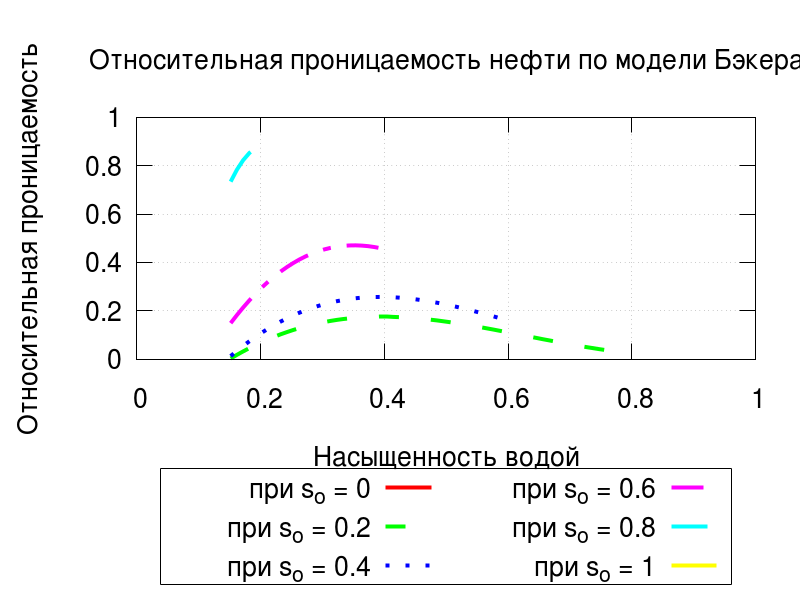 Относительная проницаемость нефти по модели Бэкера
Относительная проницаемость
1
0.8
0.6
0.4
0.2
0
0 0.2 0.4 0.6 0.8 1
Насыщенность водой
при sₒ = 0 при sₒ = 0.6
при sₒ = 0.2 при sₒ = 0.8
при sₒ = 0.4 при sₒ = 1